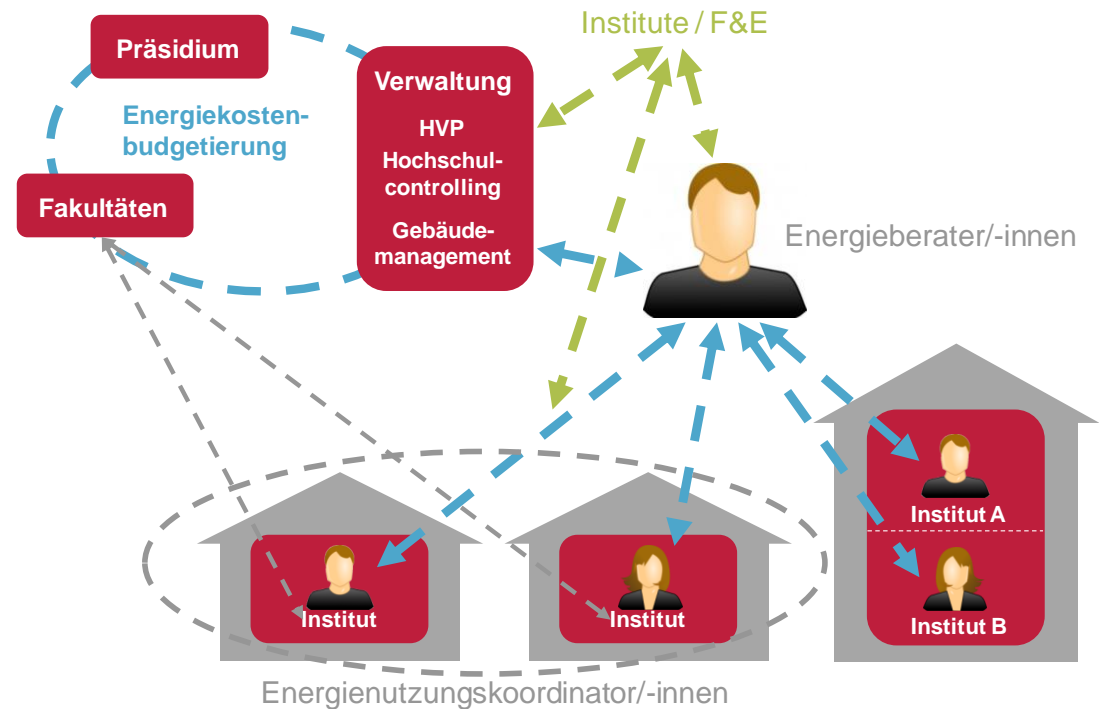 Institute / F&E
Präsidium
Verwaltung
HVP
Hochschul-
controlling
Gebäude-
management
Energiekosten-
budgetierung
Fakultäten
Energieberater/-innen
Institut
Institut
Institut A
Institut B
Energienutzungskoordinator/-innen